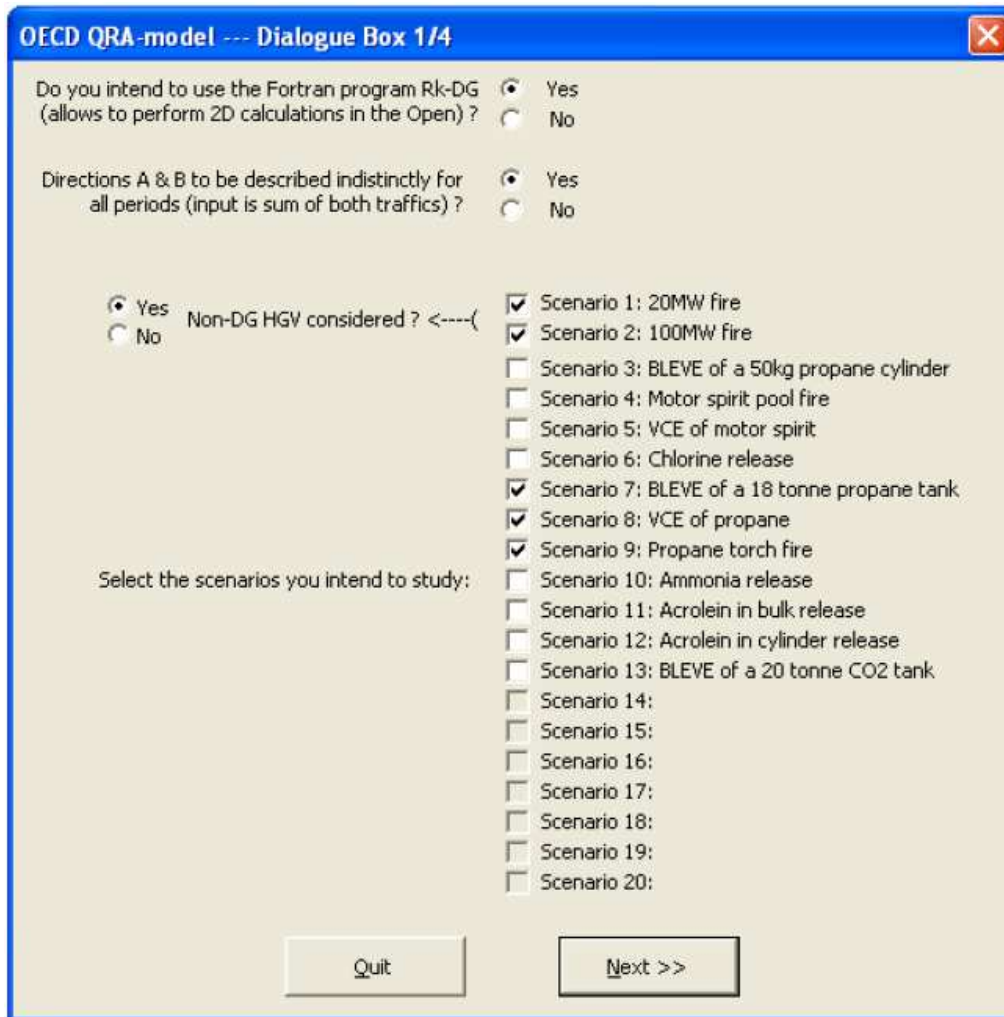 OECD QRA-model --- Dialogue Box 1/4
Do you intend to use the Fortran program Rk-DG
(allows to perform 2D calculations in the Open) ?
Yes
No
Directions A & B to be described indistinctly for
all periods (input is sum of both traffics) ?
Yes
No
Yes
No
Non-DG HGV considered ? <----(
Scenario 1: 20MW fire
Scenario 2: 100MW fire
Scenario 3: BLEVE of a 50kg propane cylinder
Scenario 4: Motor spirit pool fire
Scenario 5: VCE of motor spirit
Scenario 6: Chlorine release
Scenario 7: BLEVE of a 18 tonne propane tank
Scenario 8: VCE of propane
Scenario 9: Propane torch fire
Select the scenarios you intend to study:
Scenario 10: Ammonia release
Scenario 11: Acrolein in bulk release
Scenario 12: Acrolein in cylinder release
Scenario 13: BLEVE of a 20 tonne CO2 tank
Scenario 14:
Scenario 15:
Scenario 16:
Scenario 17:
Scenario 18:
Scenario 19:
Scenario 20:
Quit
Next >>